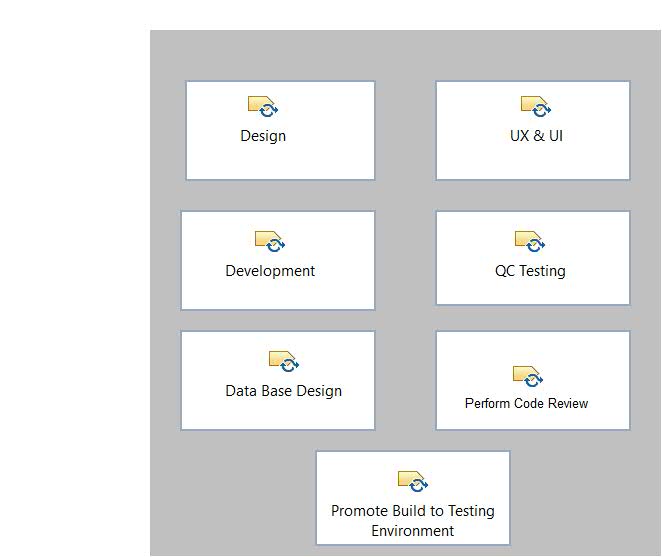 Design
UX & UI
Development
QC Testing
Data Base Design
Perform Code Review
Promote Build to Testing
Environment